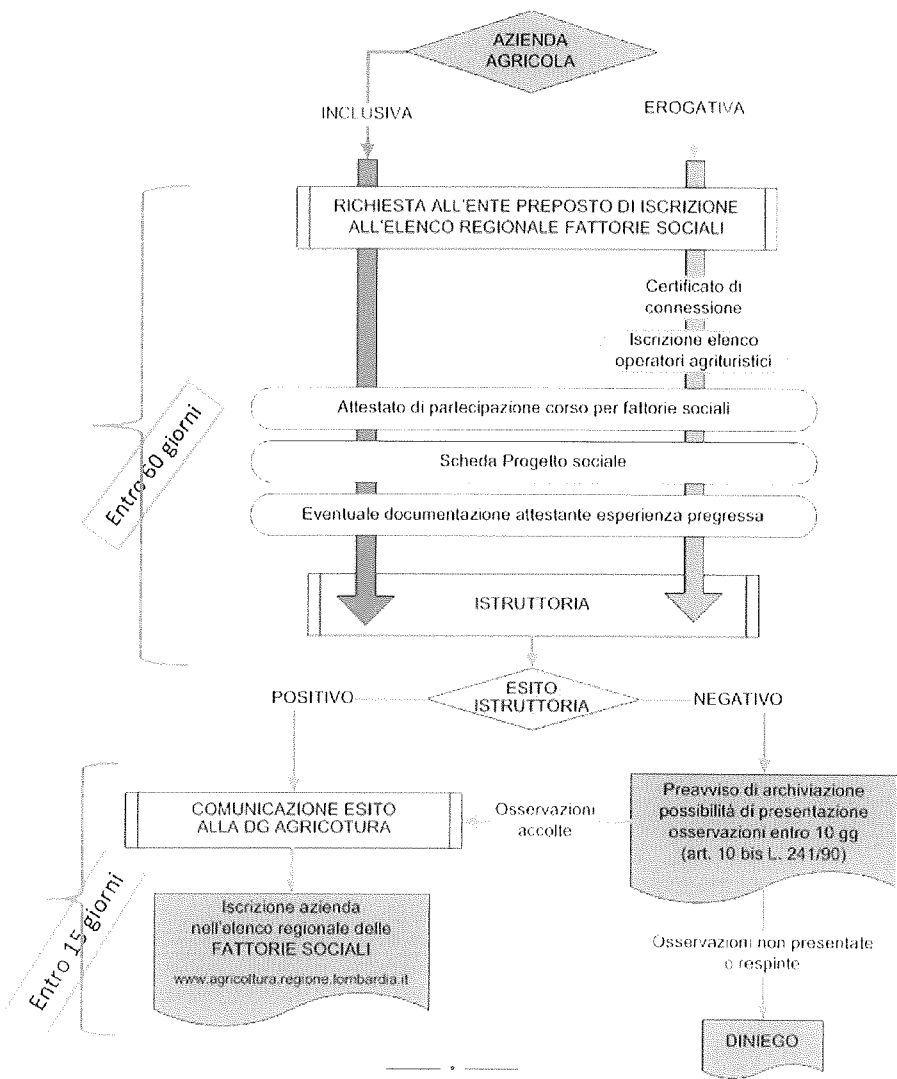 AZIENDA
AGRICOLA
INCLUSIVA
EROGATIVA
RICHIESTA ALL'ENTE PREPOSTO DI ISCRIZIONE
ALL'ELENCO REGIONALE FATTORIE SOCIALI
Certificato di
connessione
Iscrizione elenco
operatori agrituristici
Attestato di partecipazione corso per fattorie sociali
Scheda Progetto sociale
Eventuale documentazione attestante esperienza pregressa
Entro 60 giorni
ISTRUTTORIA
ESITO
ISTRUTTORIA
POSITIVO
NEGATIVO
COMUNICAZIONE ESITO
ALLA DG AGRICOTURA
Osservazioni
accolte
Preavviso di archiviazione
possibilità di presentazione
osservazioni entro 10 gg
(art. 10 bis L. 241/90)
Entro 15 giorni
Iscrizione azienda
nell'elenco regionale delle
FATTORIE SOCIALI
www.agricoltura.regione.lombardia.it
Osservazioni non presentate
o respinte
DINIEGO